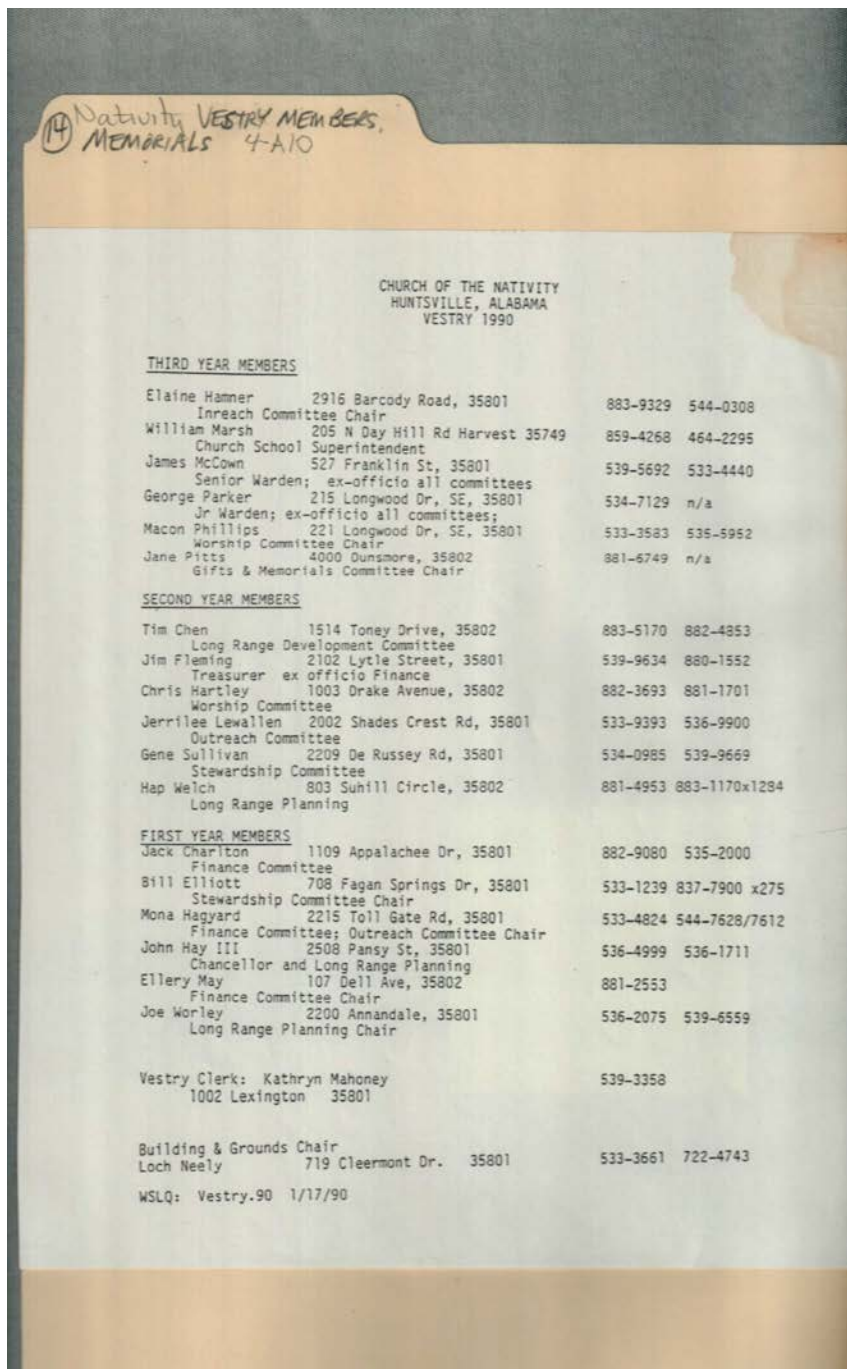 14 Nativity VESTRY MEMBERS,
MEMORIALS 4-A10
CHURCH OF THE NATIVITY
HUNTSVILLE, ALABAMA
VESTRY 1990
THIRD YEAR MEMBERS
Elaine Hamner 2916 Barcody Road, 35801 883-9329 544-0308
Inreach Committee Chair
William Marsh 205 N Day Hill Rd Harvest 35749 859-4268 464-2295
Church School Superintendent
James McCown 527 Franklin St, 35801 539-5692 533-4440
Senior Warden; ex-officio all committees
George Parker 215 Longwood Dr, SE, 35801 534-7129 n/a
Jr Warden; ex-officio all committees;
Macon Phillips 221 Longwood Dr, SE, 35801 533-3583 535-5952
Worship Committee Chair
Jane Pitts 4000 Dunsmore, 35802 881-6749 n/a
Gifts & Memorials Committee Chair
SECOND YEAR MEMBERS
Tim Chen 1514 Toney Drive, 35802 883-5170 882-4853
Long Range Development Committee
Jim Fleming 2102 Lytle Street, 35801 539-9634 880-1552
Treasurer ex officio Finance
Chris Hartley 1003 Drake Avenue, 35802 882-3693 881-1701
Worship Committee
Jerrilee Lewallen 2002 Shades Crest Rd, 35801 533-9393 536-9900
Outreach Committee
Gene Sullivan 2209 De Russey Rd, 35801 534-0985 539-9669
Stewardship Committee
Hap Welch 803 Suhill Circle, 35802 881-4953 883-1170x1284
Long Range Planning
FIRST YEAR MEMBERS
Jack Charlton 1109 Appalachee Dr, 35801 882-9080 535-2000
Finance Committee
Bill Elliott 708 Fagan Springs Dr, 35801 533-1239 837-7900 x275
Stewardship Committee Chair
Mona Hagyard 2215 Toll Gate Rd, 35801 533-4824 544-7628/7612
Finance Committee; Outreach Committee Chair
John Hay III 2508 Pansy St, 35801 536-4999 536-1711
Chancellor and Long Range Planning
Ellery May 107 Dell Ave, 35802 881-2553
Finance Committee Chair
Joe Worley 2200 Annandale, 35801 536-2075 539-6559
Long Range Planning Chair
Vestry Clerk: Kathryn Mahoney 539-3358
1002 Lexington 35801
Building & Grounds Chair
Loch Neely 719 Cleermont Dr. 35801 533-3661 722-4743
WSLQ: Vestry.90 1/17/90